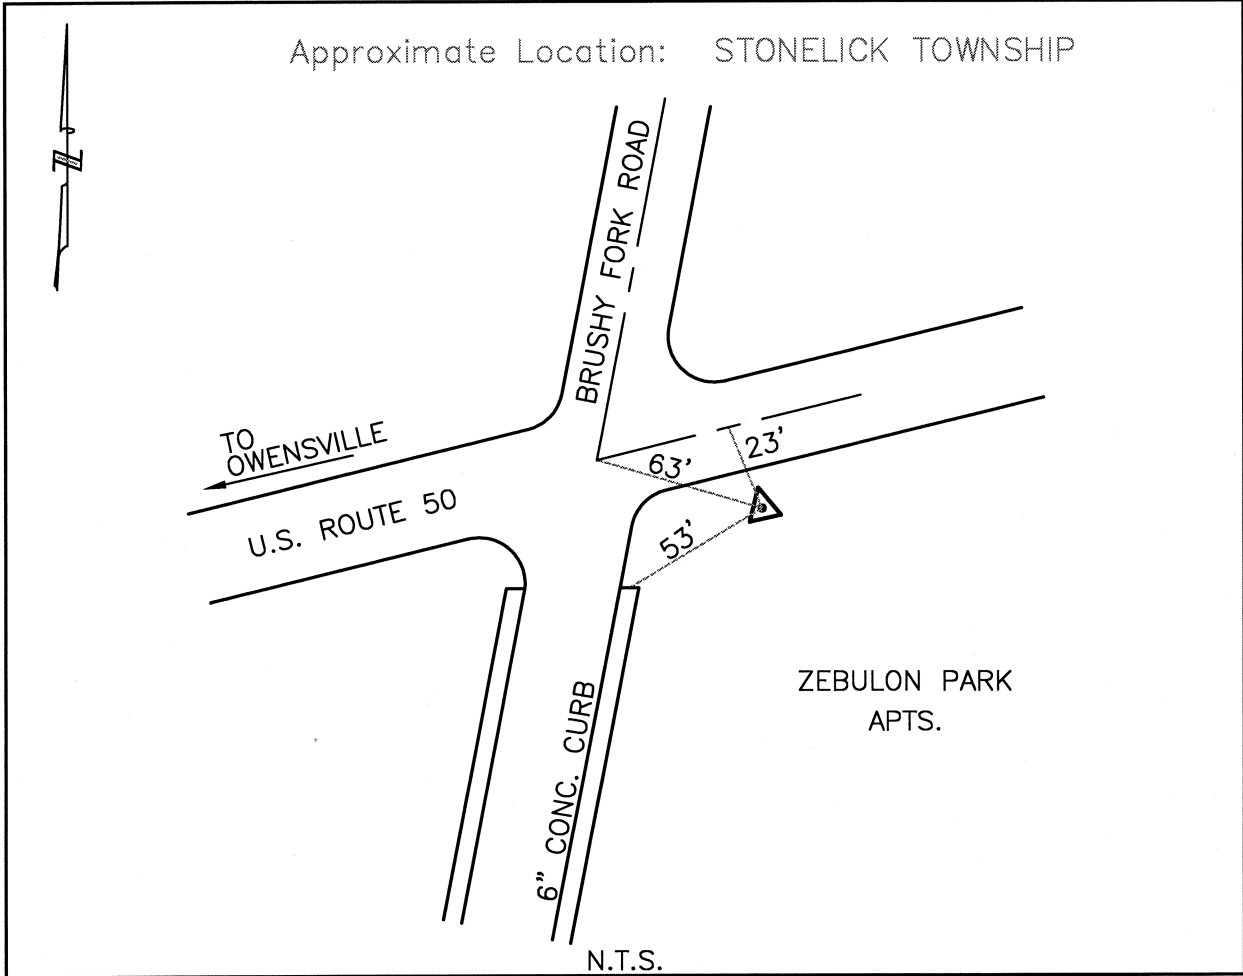 Approximate Location: STONELICK TOWNSHIP
N
BRUSHY FORK ROAD
TO
OWENSVILLE
U.S. ROUTE 50
63'
23'
53'
ZEBULON PARK
APTS.
6" CONC. CURB
N.T.S.